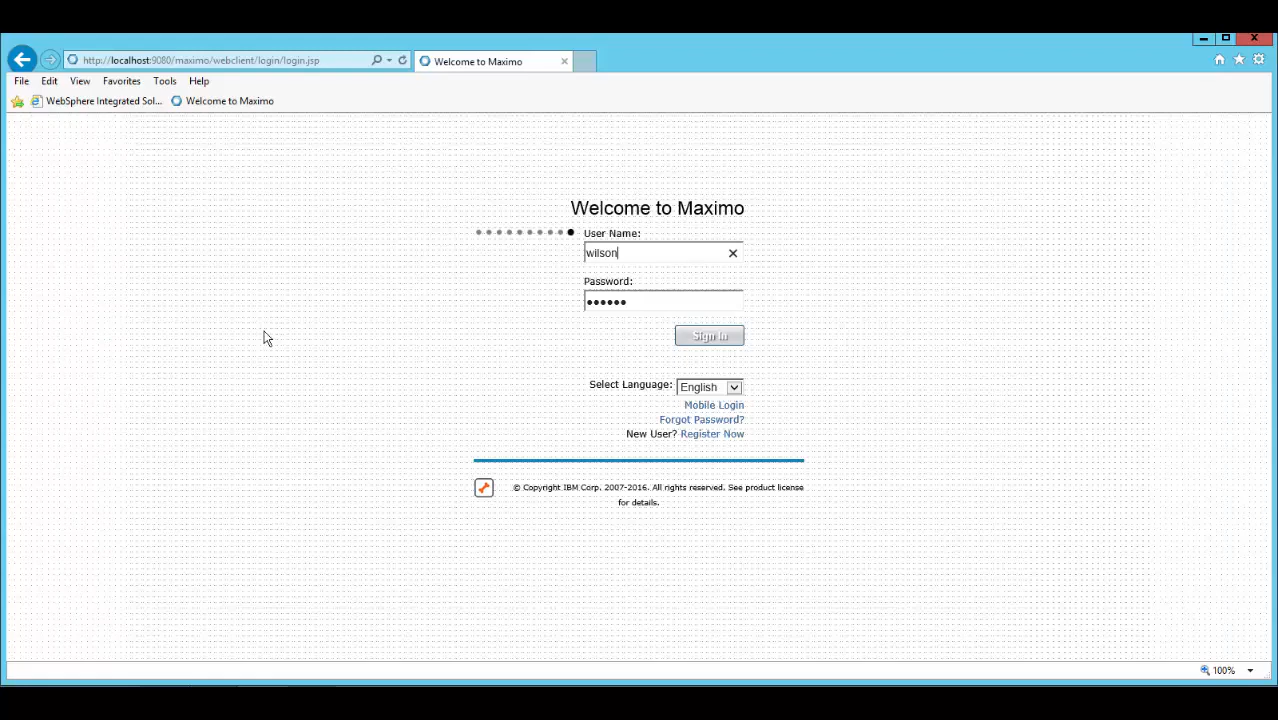 http://localhost:9080/maximo/webclient/login/login.jsp
Welcome to Maximo
File Edit View Favorites Tools Help
WebSphere Integrated Sol... Welcome to Maximo
Welcome to Maximo
User Name:
wilson
Password:
Sign In
Select Language: English
Mobile Login
Forgot Password?
New User? Register Now
© Copyright IBM Corp. 2007-2016. All rights reserved. See product license
for details.
100%